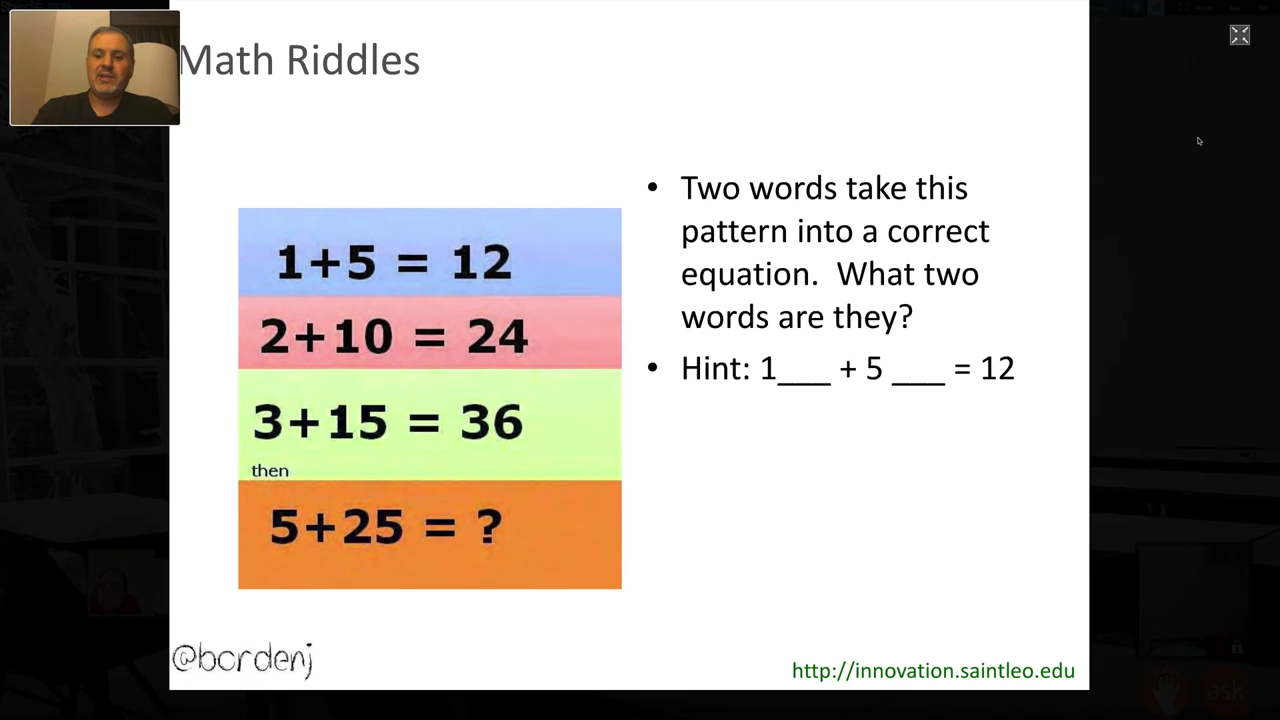 Math Riddles
1+5 = 12
2+10 = 24
3+15 = 36
then
5+25 = ?
• Two words take this
pattern into a correct
equation. What two
words are they?
• Hint: 1___ + 5 ___ = 12
@bordenj
http://innovation.saintleo.edu
ask